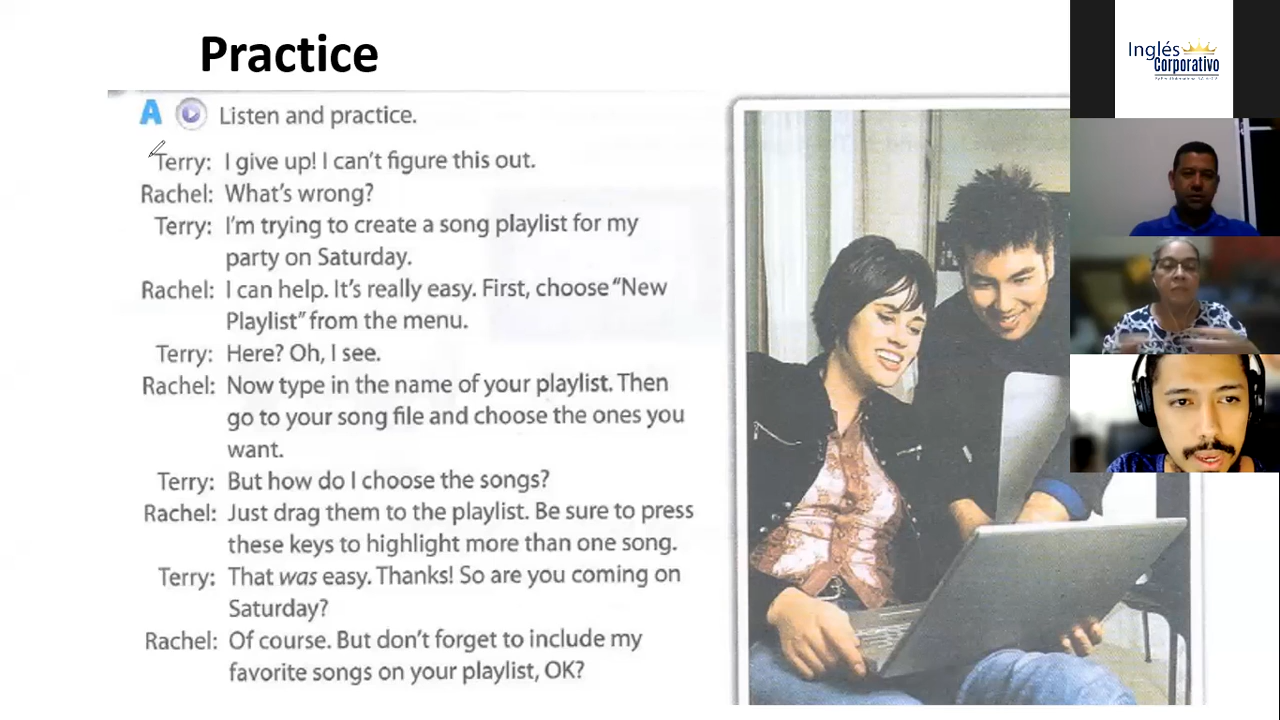 Practice
A Listen and practice.
Terry: I give up! I can't figure this out.
Rachel: What's wrong?
Terry: I'm trying to create a song playlist for my
party on Saturday.
Rachel: I can help. It's really easy. First, choose "New
Playlist" from the menu.
Terry: Here? Oh, I see.
Rachel: Now type in the name of your playlist. Then
go to your song file and choose the ones you
want.
Terry: But how do I choose the songs?
Rachel: Just drag them to the playlist. Be sure to press
these keys to highlight more than one song.
Terry: That was easy. Thanks! So are you coming on
Saturday?
Rachel: Of course. But don't forget to include my
favorite songs on your playlist, OK?
Inglés
Corporativo